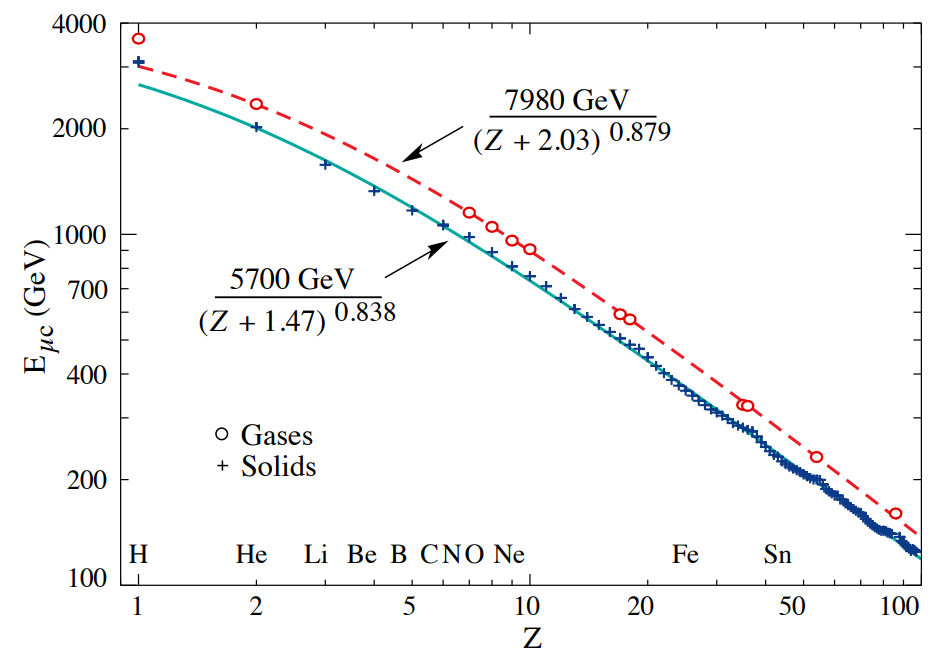 4000
2000
1000
700
400
200
100
E μc (GeV)
7980 GeV
(Z + 2.03) 0.879
5700 GeV
(Z + 1.47) 0.838
Gases
Solids
H He Li Be B C N O Ne Fe Sn
1 2 5 10 20 50 100
Z